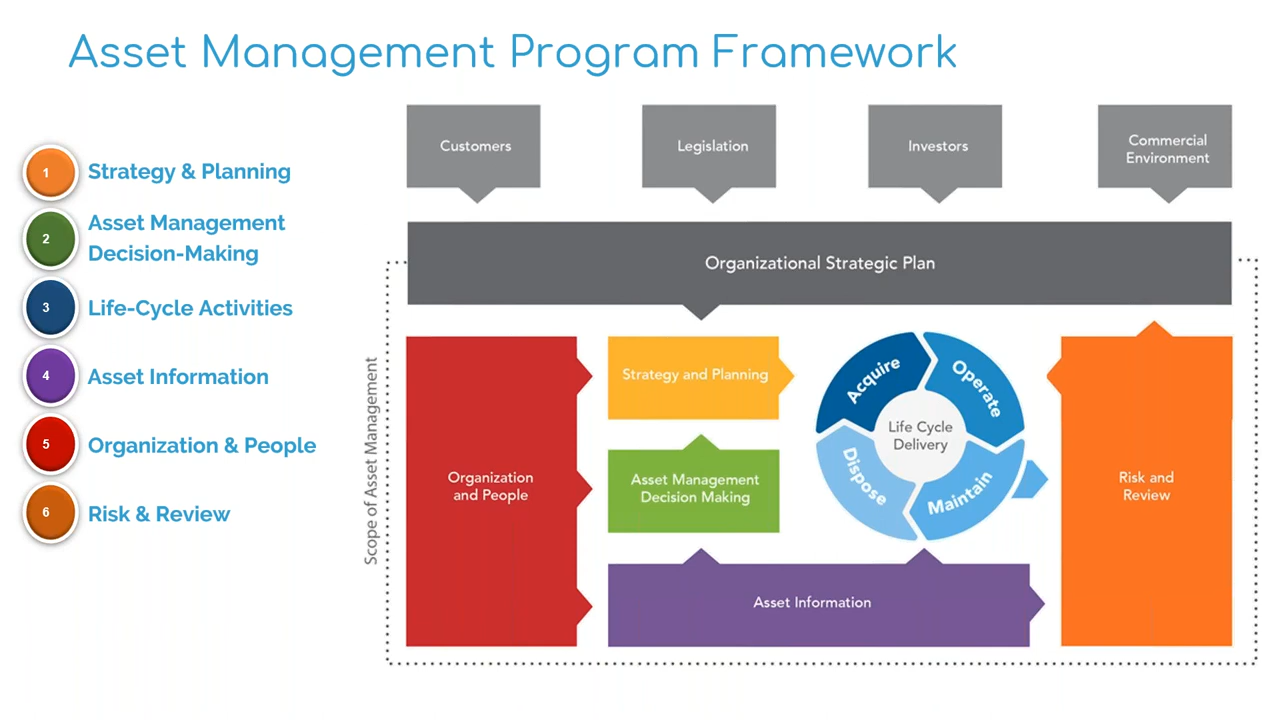 Asset Management Program Framework
1
Strategy & Planning
2
Asset Management
Decision-Making
3
Life-Cycle Activities
4
Asset Information
5
Organization & People
6
Risk & Review
Customers
Legislation
Investors
Commercial
Environment
Organizational Strategic Plan
Scope of Asset Management
Organization
and People
Strategy and Planning
Asset Management
Decision Making
Acquire
Operate
Life Cycle
Delivery
Dispose
Maintain
Asset Information
Risk and
Review